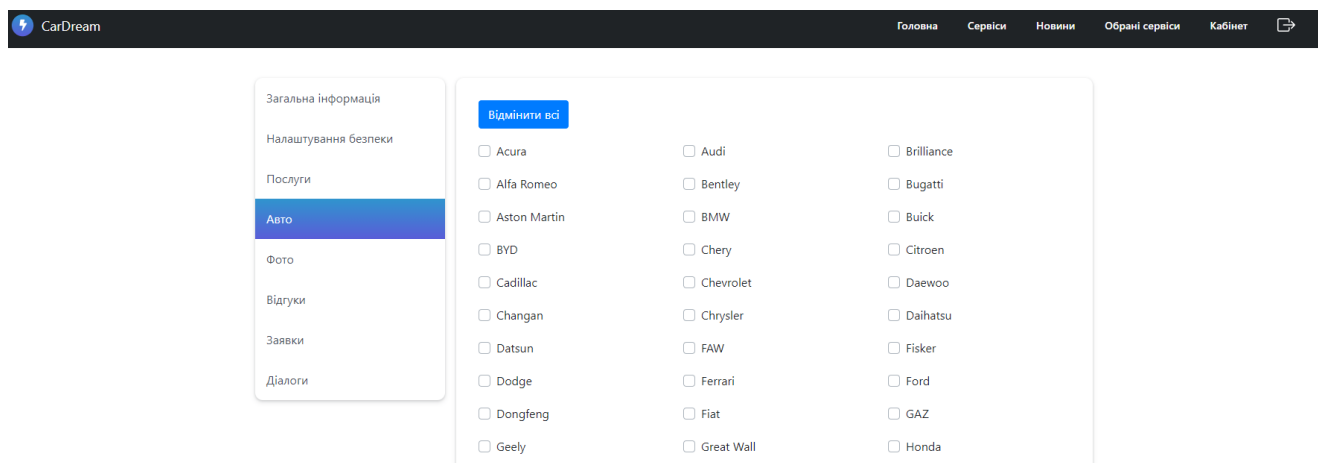 CarDream
Головна Сервіси Новини Обрані сервіси Кабінет
Загальна інформація
Налаштування безпеки
Послуги
Авто
Фото
Відгуки
Заявки
Діалоги
Відмінити всі
Acura Audi Brilliance
Alfa Romeo Bentley Bugatti
Aston Martin BMW Buick
BYD Chery Citroen
Cadillac Chevrolet Daewoo
Changan Chrysler Daihatsu
Datsun FAW Fisker
Dodge Ferrari Ford
Dongfeng Fiat GAZ
Geely Great Wall Honda